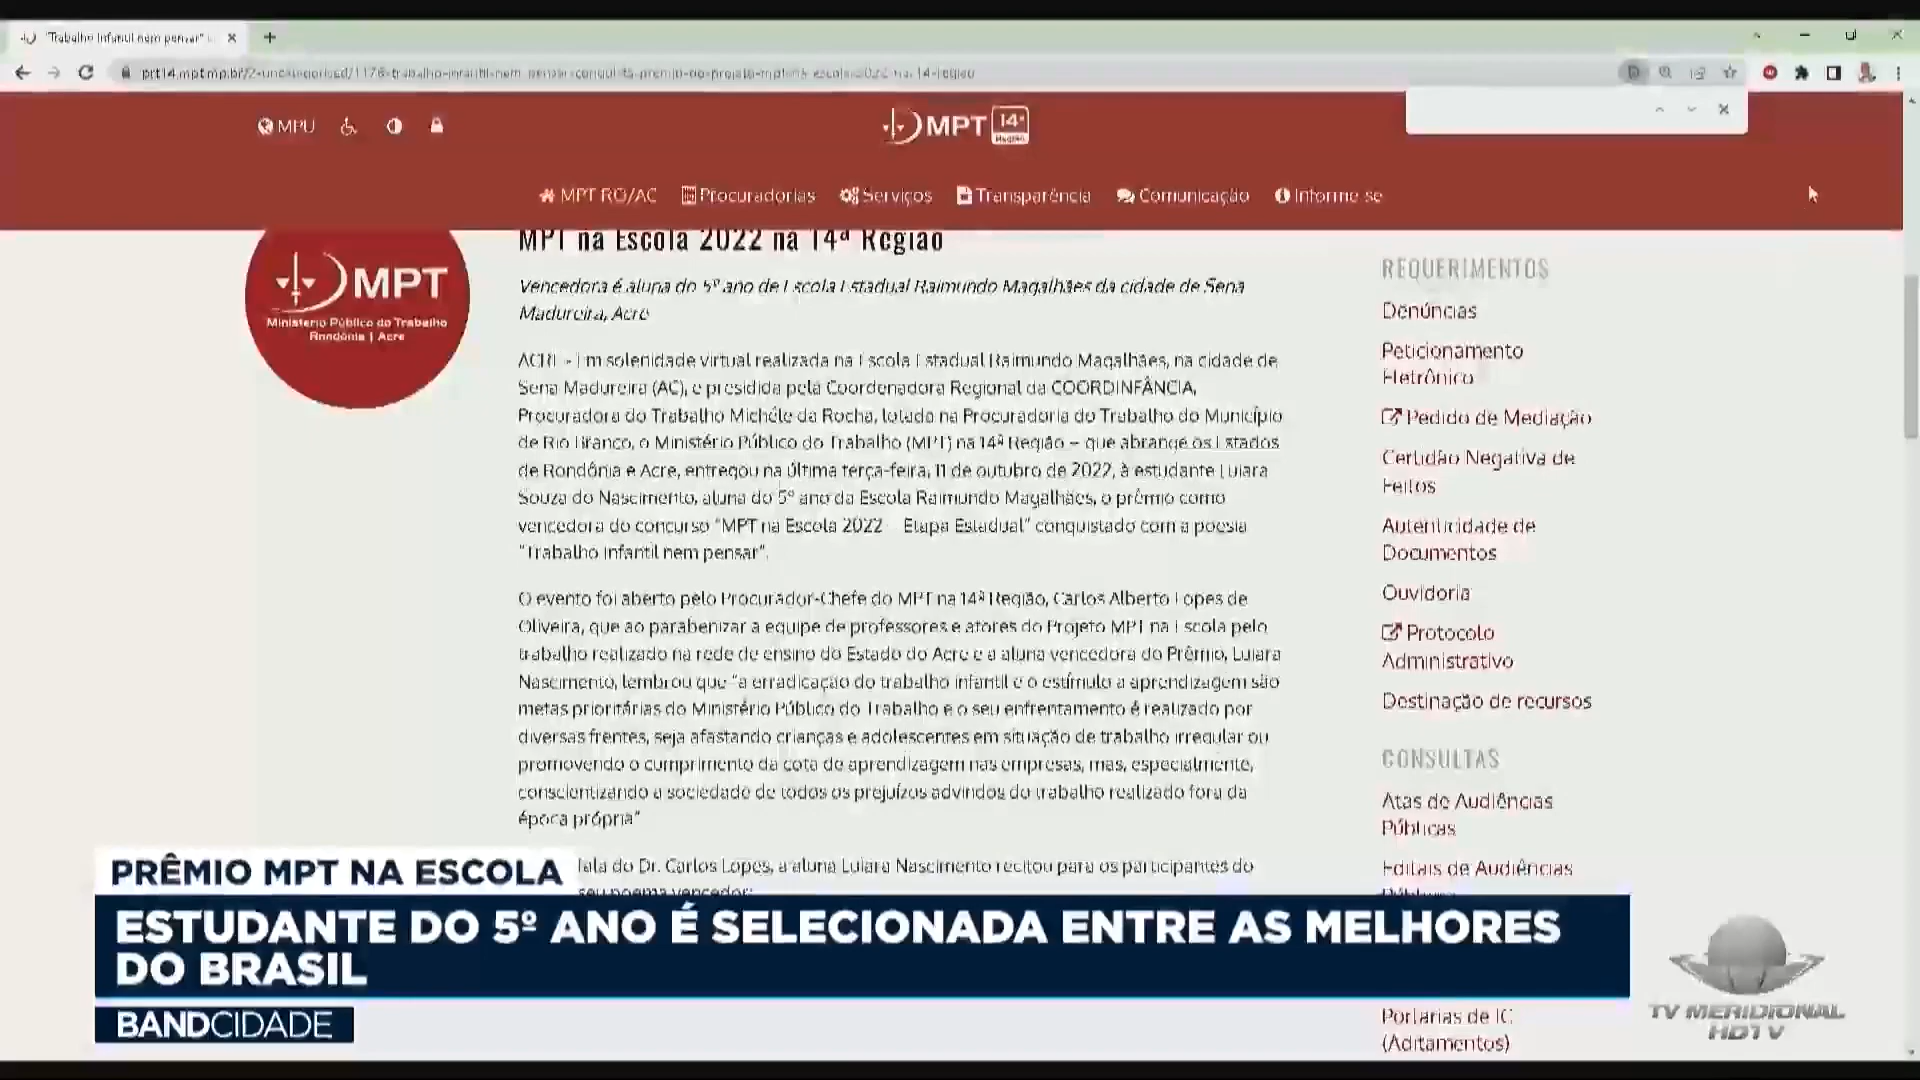 "Trabalho Infantil nem pensar"
MPU
MPT 14ª
REGIÃO
MPT RO/AC
Procuradorias
Serviços
Transparência
Comunicação
Informe-se
MPT na Escola 2022 na 14ª Região
MPT
Ministério Público do Trabalho
Rondônia | Acre
Vencedora é aluna do 5º ano de Escola Estadual Raimundo Magalhães da cidade de Sena
Madureira, Acre
ACRE - Em solenidade virtual realizada na Escola Estadual Raimundo Magalhães, na cidade de
Sena Madureira (AC), e presidida pela Coordenadora Regional da COORDINFÂNCIA,
Procuradora do Trabalho Michéle da Rocha, lotada na Procuradoria do Trabalho do Município
de Rio Branco, o Ministério Público do Trabalho (MPT) na 14ª Região – que abrange os Estados
de Rondônia e Acre, entregou na última terça-feira, 11 de outubro de 2022, à estudante Luiara
Souza do Nascimento, aluna do 5º ano da Escola Raimundo Magalhães, o prêmio como
vencedora do concurso "MPT na Escola 2022 – Etapa Estadual" conquistado com a poesia
"Trabalho infantil nem pensar".
O evento foi aberto pelo Procurador-Chefe do MPT na 14ª Região, Carlos Alberto Lopes de
Oliveira, que ao parabenizar a equipe de professores e atores do Projeto MPT na Escola pelo
trabalho realizado na rede de ensino do Estado do Acre e a aluna vencedora do Prêmio, Luiara
Nascimento, lembrou que "a erradicação do trabalho infantil e o estímulo a aprendizagem são
metas prioritárias do Ministério Público do Trabalho e o seu enfrentamento é realizado por
diversas frentes, seja afastando crianças e adolescentes em situação de trabalho irregular ou
promovendo o cumprimento da cota de aprendizagem nas empresas, mas, especialmente,
conscientizando a sociedade de todos os prejuízos advindos do trabalho realizado fora da
época própria"
fala do Dr. Carlos Lopes, a aluna Luiara Nascimento recitou para os participantes do
seu poema vencedor:
REQUERIMENTOS
Denúncias
Peticionamento
Eletrônico
Pedido de Mediação
Certidão Negativa de
Feitos
Autenticidade de
Documentos
Ouvidoria
Protocolo
Administrativo
Destinação de recursos
CONSULTAS
Atas de Audiências
Públicas
Editais de Audiências
Portarias de IC
(Aditamentos)
PRÊMIO MPT NA ESCOLA
ESTUDANTE DO 5º ANO É SELECIONADA ENTRE AS MELHORES
DO BRASIL
BANDCIDADE
TV MERIDIONAL
HDTV